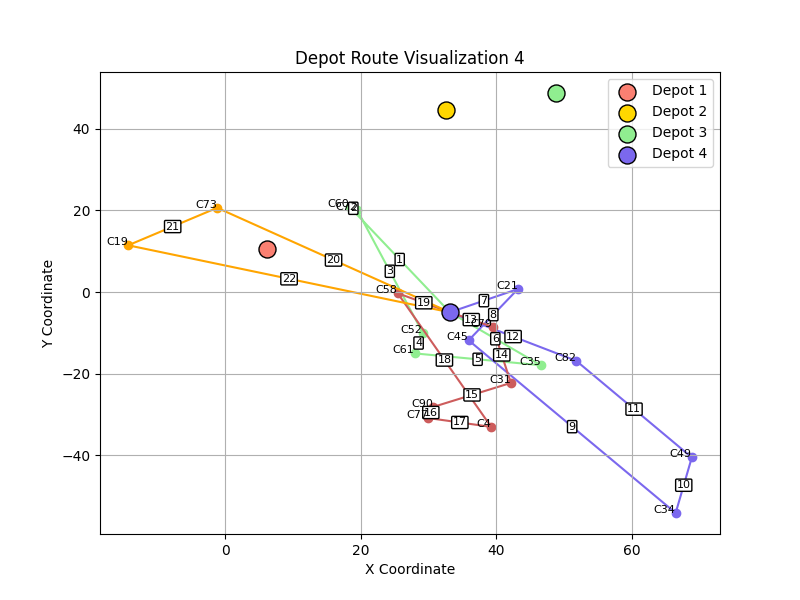 Depot Route Visualization 4
Depot 1
Depot 2
Depot 3
Depot 4
Y Coordinate
40
20
0
−20
−40
0
20
40
60
X Coordinate
C60
C72
2
C73
21
C19
20
22
1
3
C58
19
C21
7
8
13
C79
C52
C45
6
12
4
C61
18
5
14
C35
C82
C31
15
C90
C77
16
17
C4
9
11
C49
10
C34